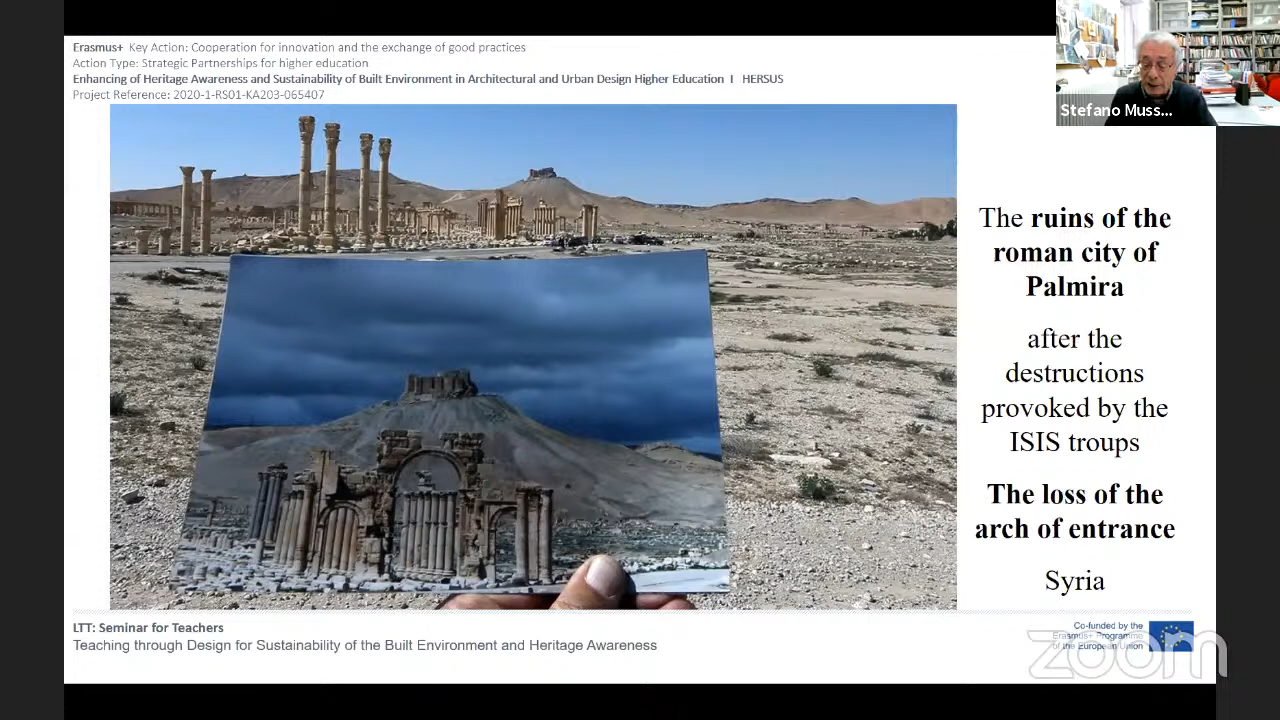 Erasmus+ Key Action: Cooperation for innovation and the exchange of good practices
Action Type: Strategic Partnerships for higher education
Enhancing of Heritage Awareness and Sustainability of Built Environment in Architectural and Urban Design Higher Education I HERSUS
Project Reference: 2020-1-RS01-KA203-065407
Stefano Muss...
The ruins of the
roman city of
Palmira
after the
destructions
provoked by the
ISIS troups
The loss of the
arch of entrance
Syria
LTT: Seminar for Teachers
Teaching through Design for Sustainability of the Built Environment and Heritage Awareness
Co-funded by the
Erasmus+ Programme
of the European Union
zoom